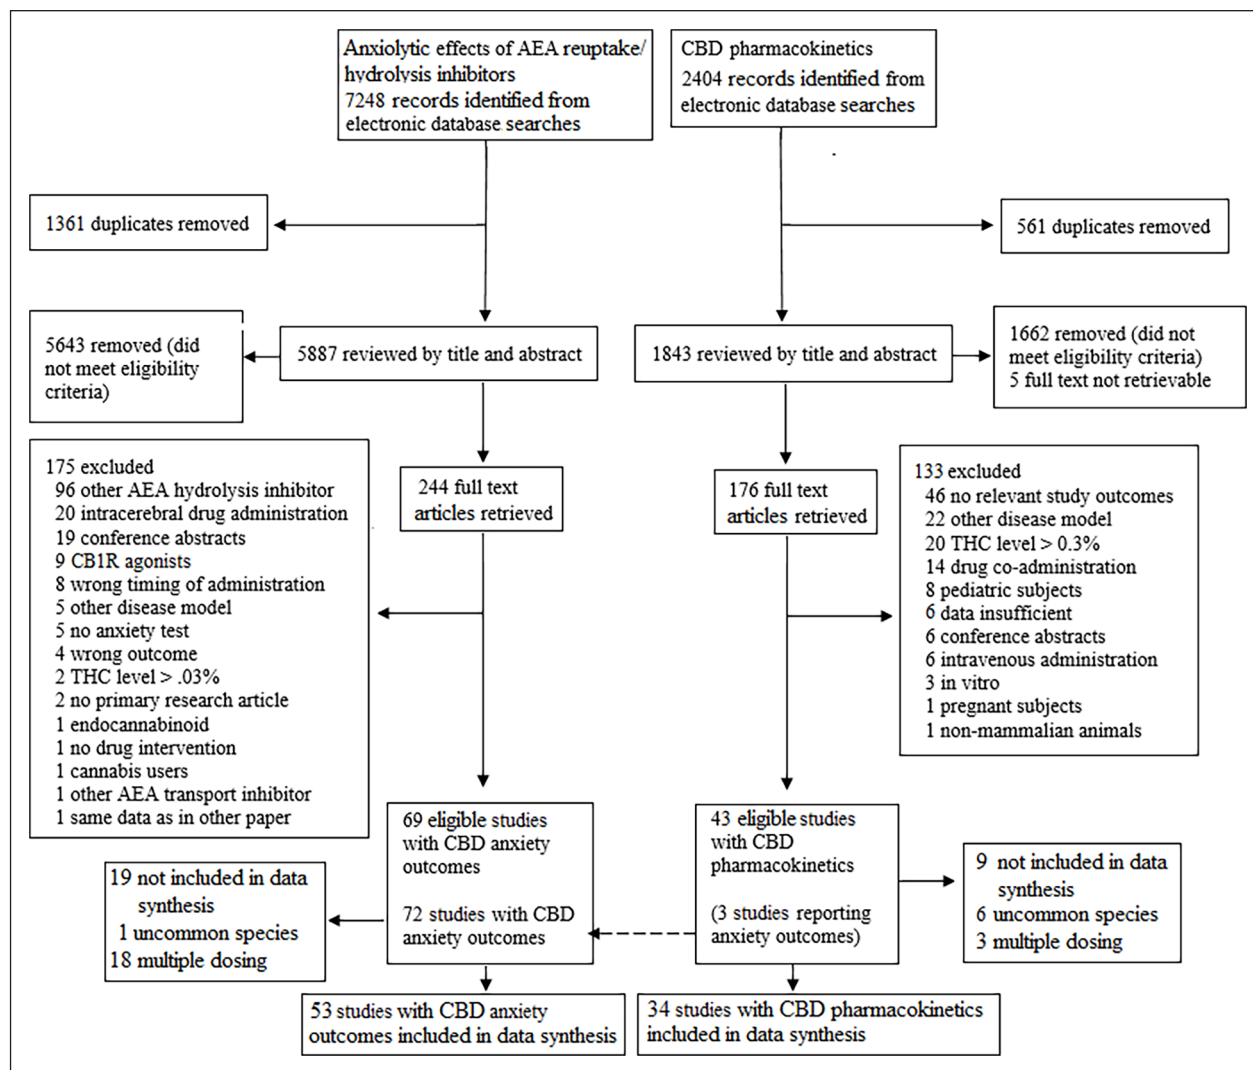 Anxiolytic effects of AEA reuptake/
hydrolysis inhibitors
7248 records identified from
electronic database searches
CBD pharmacokinetics
2404 records identified from
electronic database searches
1361 duplicates removed
561 duplicates removed
5643 removed (did
not meet eligibility
criteria)
5887 reviewed by title and abstract
1843 reviewed by title and abstract
1662 removed (did not
meet eligibility criteria)
5 full text not retrievable
175 excluded
96 other AEA hydrolysis inhibitor
20 intracerebral drug administration
19 conference abstracts
9 CB1R agonists
8 wrong timing of administration
5 other disease model
5 no anxiety test
4 wrong outcome
2 THC level > .03%
2 no primary research article
1 endocannabinoid
1 no drug intervention
1 cannabis users
1 other AEA transport inhibitor
1 same data as in other paper
244 full text
articles retrieved
176 full text
articles retrieved
133 excluded
46 no relevant study outcomes
22 other disease model
20 THC level > 0.3%
14 drug co-administration
8 pediatric subjects
6 data insufficient
6 conference abstracts
6 intravenous administration
3 in vitro
1 pregnant subjects
1 non-mammalian animals
69 eligible studies
with CBD anxiety
outcomes
72 studies with CBD
anxiety outcomes
43 eligible studies
with CBD
pharmacokinetics
(3 studies reporting
anxiety outcomes)
19 not included in data
synthesis
1 uncommon species
18 multiple dosing
9 not included in data
synthesis
6 uncommon species
3 multiple dosing
53 studies with CBD anxiety
outcomes included in data synthesis
34 studies with CBD pharmacokinetics
included in data synthesis